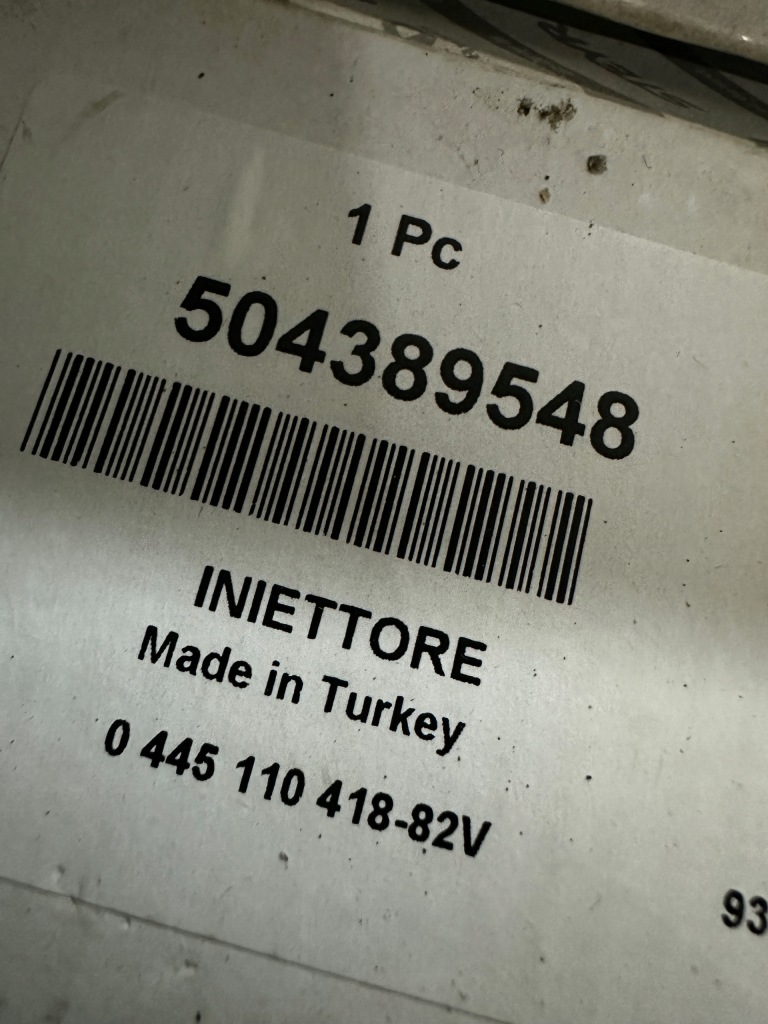 1 Pc
504389548
INIETTORE
Made in Turkey
0 445 110 418-82V
93